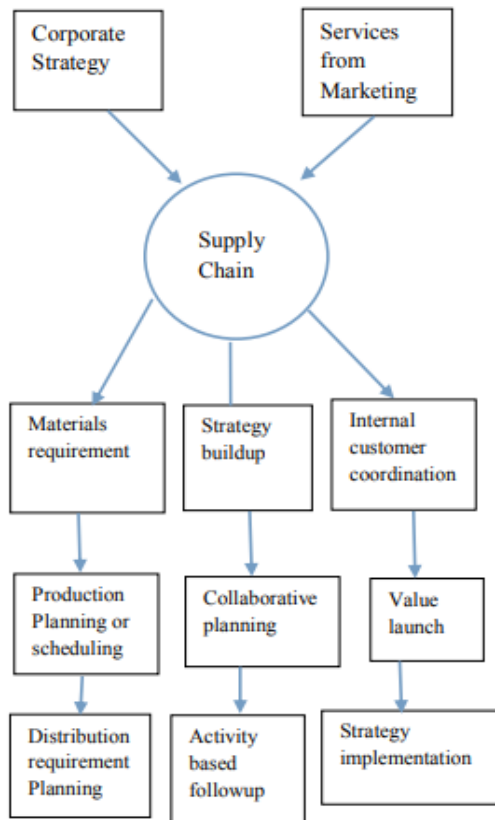 Corporate
Strategy
Services
from
Marketing
Supply
Chain
Materials
requirement
Strategy
buildup
Internal
customer
coordination
Production
Planning or
scheduling
Collaborative
planning
Value
launch
Distribution
requirement
Planning
Activity
based
followup
Strategy
implementation